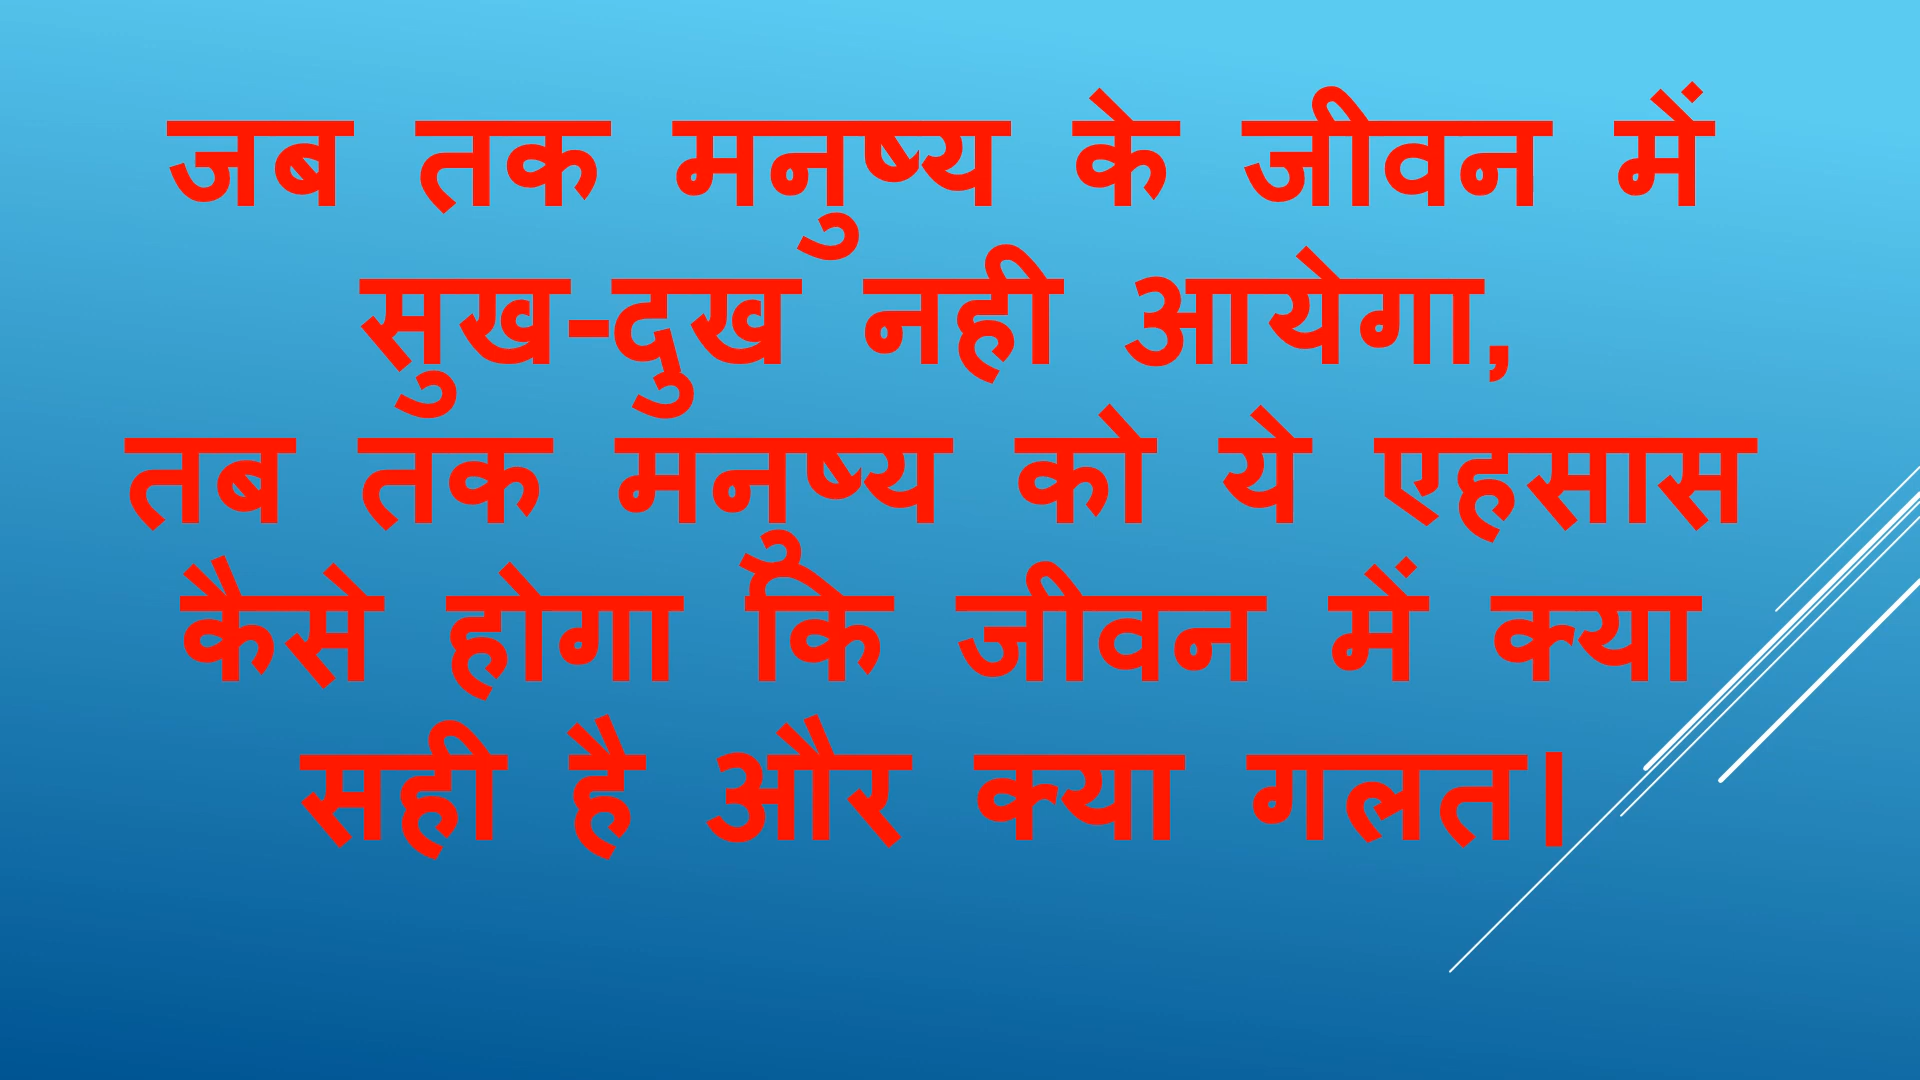 जब तक मनुष्य के जीवन में
सुख-दुख नही आयेगा,
तब तक मनुष्य को ये एहसास
कैसे होगा कि जीवन में क्या
सही है और क्या गलत।